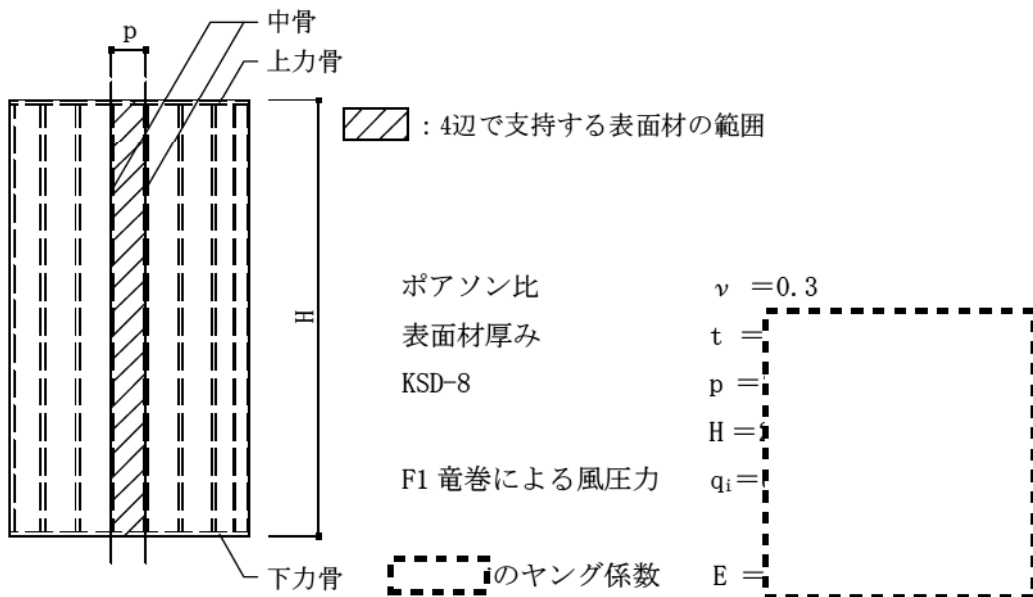 p
中骨
上力骨
：4辺で支持する表面材の範囲
H
ポアソン比 ν ＝0.3
表面材厚み t ＝
KSD-8 p ＝
H ＝
F1 竜巻による風圧力 qi＝
のヤング係数 E ＝
下力骨